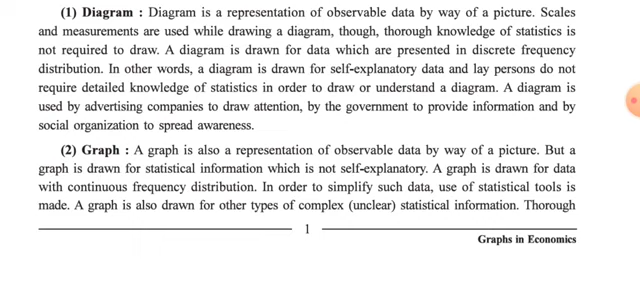 (1) Diagram : Diagram is a representation of observable data by way of a picture. Scales
and measurements are used while drawing a diagram, though, thorough knowledge of statistics is
not required to draw. A diagram is drawn for data which are presented in discrete frequency
distribution. In other words, a diagram is drawn for self-explanatory data and lay persons do not
require detailed knowledge of statistics in order to draw or understand a diagram. A diagram is
used by advertising companies to draw attention, by the government to provide information and by
social organization to spread awareness.
(2) Graph : A graph is also a representation of observable data by way of a picture. But a
graph is drawn for statistical information which is not self-explanatory. A graph is drawn for data
with continuous frequency distribution. In order to simplify such data, use of statistical tools is
made. A graph is also drawn for other types of complex (unclear) statistical information. Thorough
1
Graphs in Economics